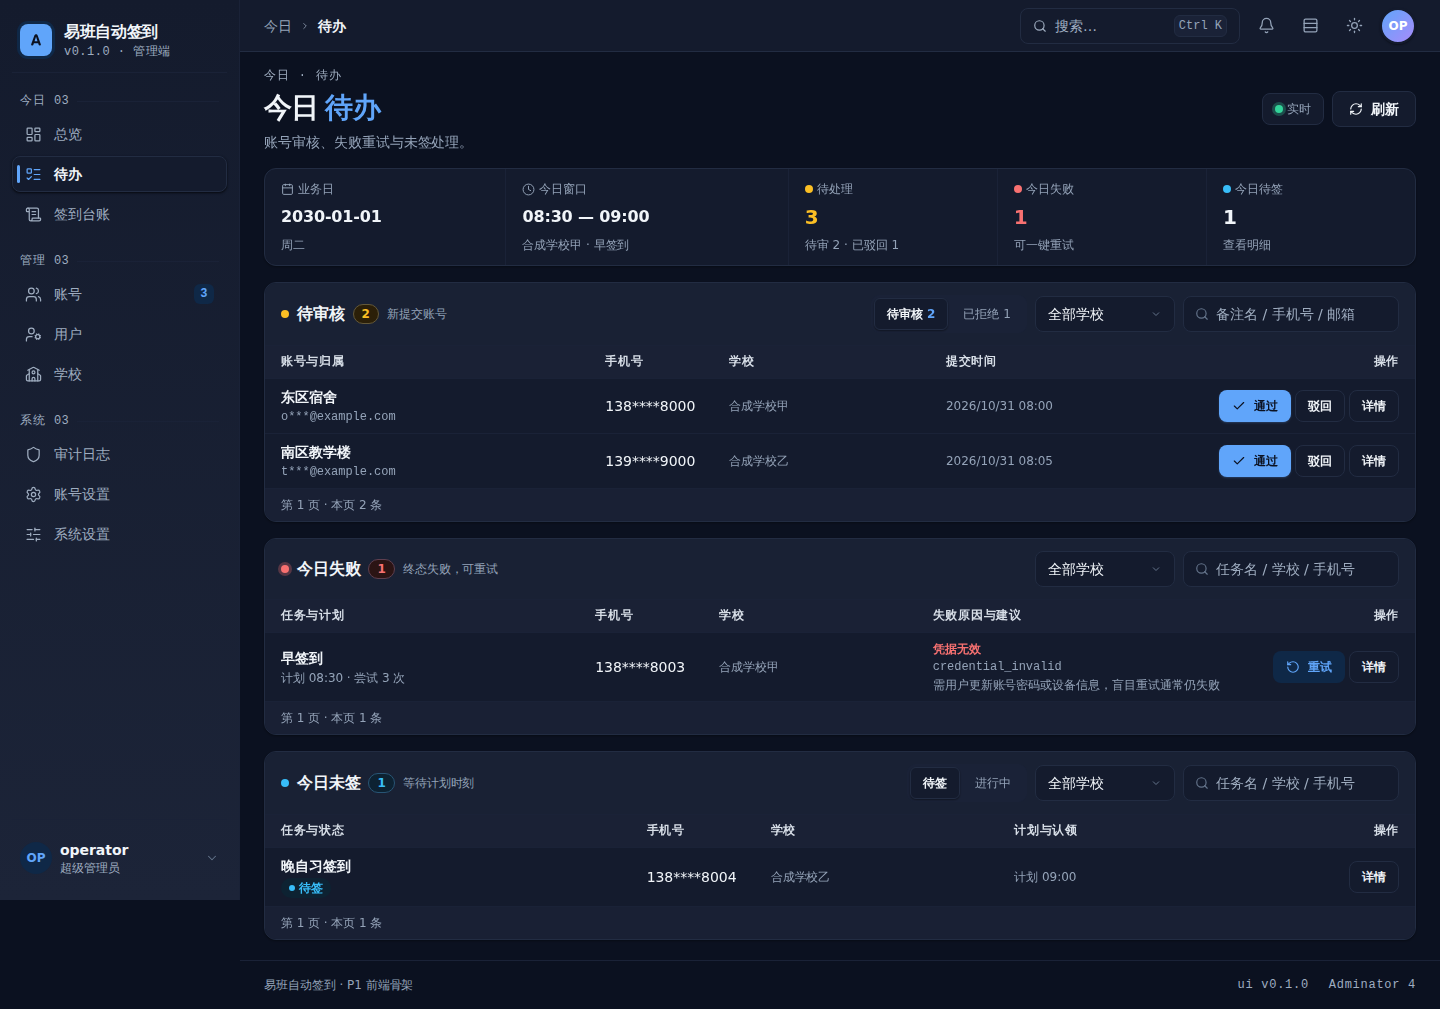 A
易班自动签到
v0.1.0 · 管理端
今日 03
总览
待办
签到台账
管理 03
账号 3
用户
学校
系统 03
审计日志
账号设置
系统设置
OP
operator
超级管理员
今日 › 待办
搜索... Ctrl K
OP
今日 · 待办
今日 待办
账号审核、失败重试与未签处理。
实时
刷新
业务日
2030-01-01
周二
今日窗口
08:30 — 09:00
合成学校甲 · 早签到
待处理
3
待审 2 · 已驳回 1
今日失败
1
可一键重试
今日待签
1
查看明细
待审核 2 新提交账号
待审核 2 已拒绝 1 全部学校 备注名 / 手机号 / 邮箱
账号与归属 手机号 学校 提交时间 操作
东区宿舍
o***@example.com
138****8000 合成学校甲 2026/10/31 08:00 通过 驳回 详情
南区教学楼
t***@example.com
139****9000 合成学校乙 2026/10/31 08:05 通过 驳回 详情
第 1 页 · 本页 2 条
今日失败 1 终态失败，可重试
全部学校 任务名 / 学校 / 手机号
任务与计划 手机号 学校 失败原因与建议 操作
早签到
计划 08:30 · 尝试 3 次
138****8003 合成学校甲
凭据无效
credential_invalid
需用户更新账号密码或设备信息，盲目重试通常仍失败
重试 详情
第 1 页 · 本页 1 条
今日未签 1 等待计划时刻
待签 进行中 全部学校 任务名 / 学校 / 手机号
任务与状态 手机号 学校 计划与认领 操作
晚自习签到
待签
138****8004 合成学校乙 计划 09:00 详情
第 1 页 · 本页 1 条
易班自动签到 · P1 前端骨架
ui v0.1.0 Adminator 4